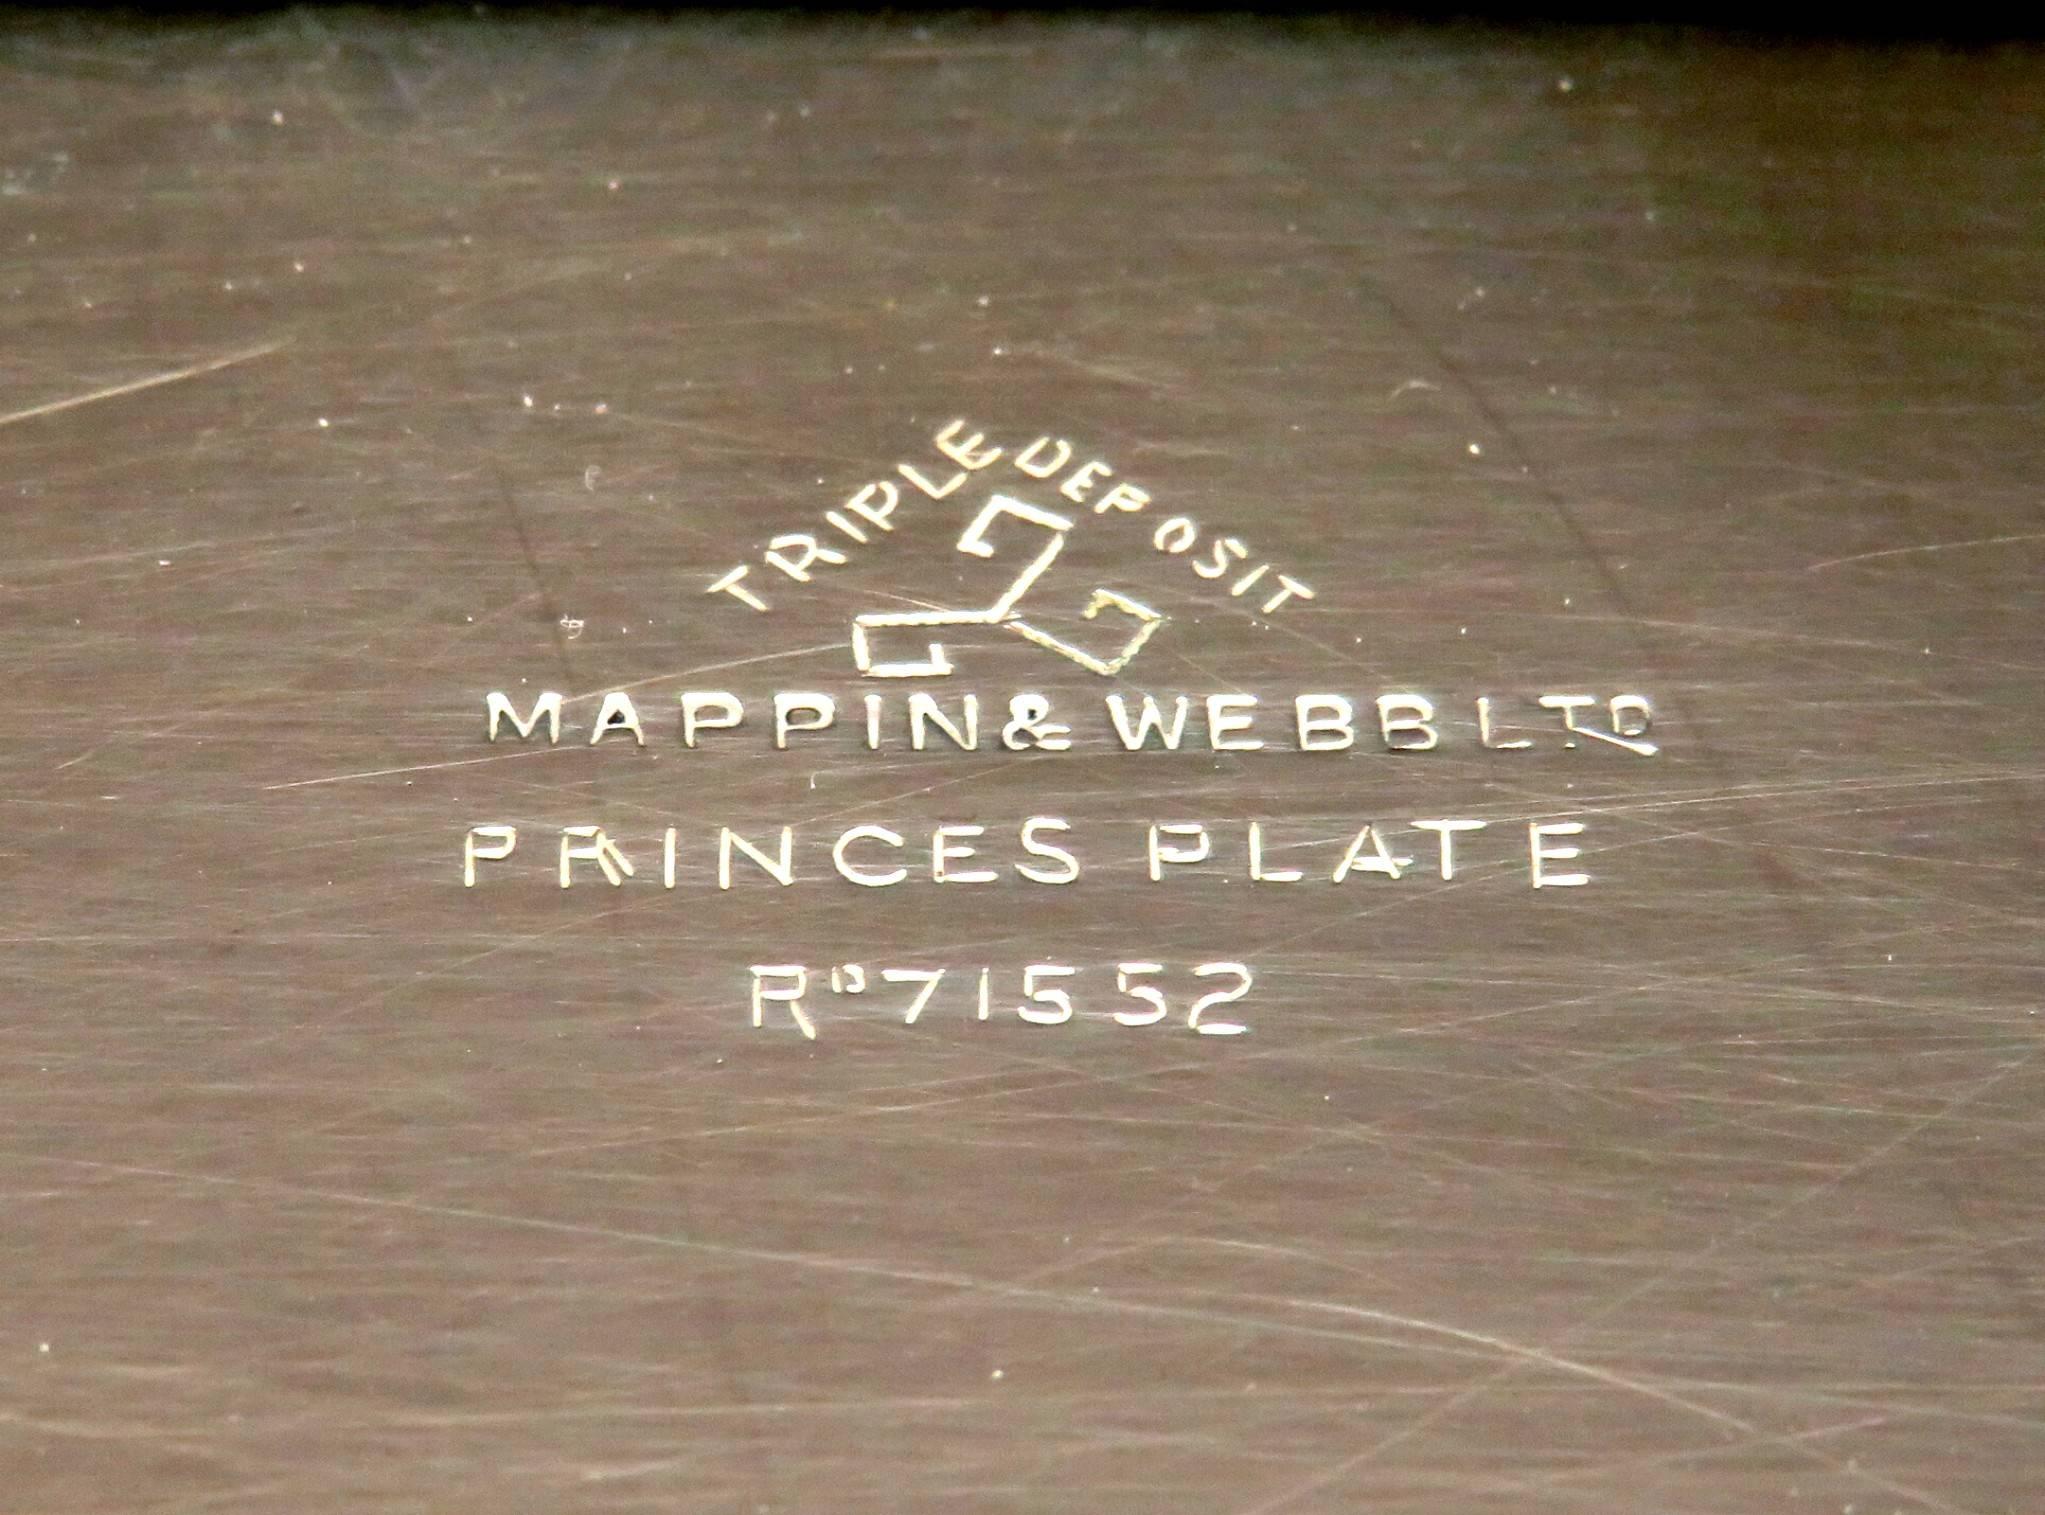 TRIPLE DEPOSIT
MAPPIN & WEBB LTD
PRINCES PLATE
RD 71552